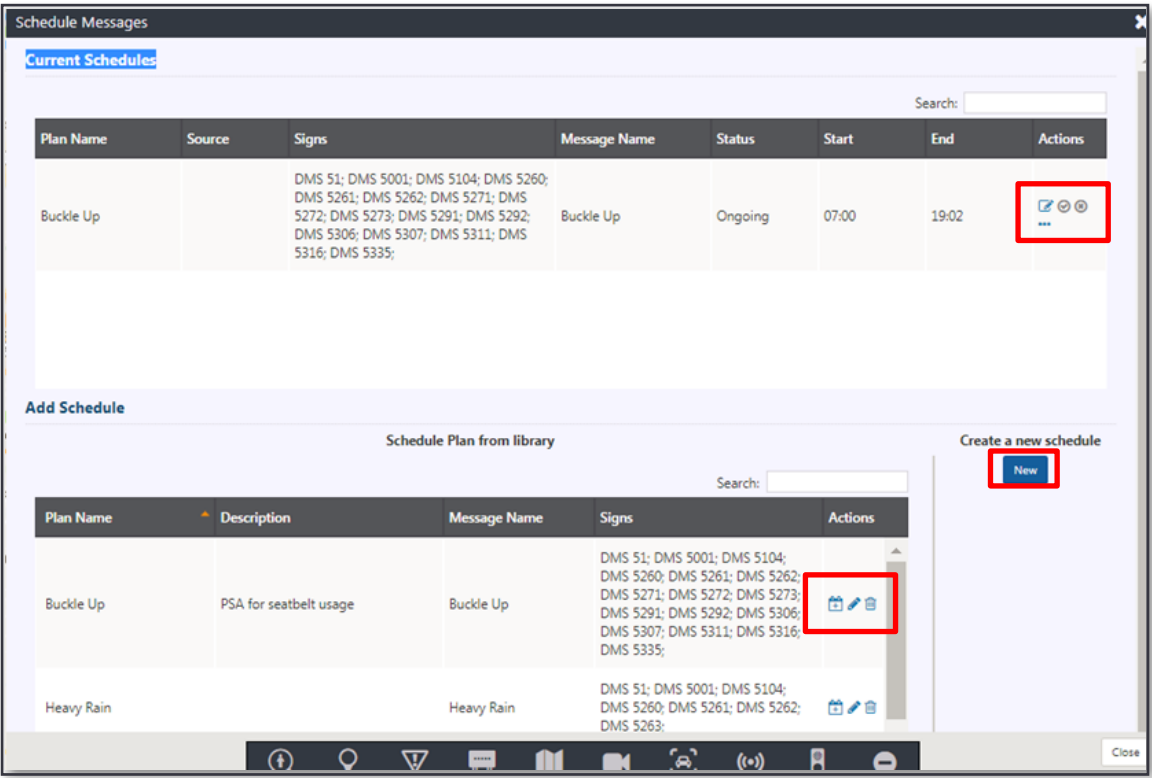 Schedule Messages
Current Schedules
Search:
Plan Name Source Signs Message Name Status Start End Actions
DMS 51; DMS 5001; DMS 5104; DMS 5260;
DMS 5261; DMS 5262; DMS 5271; DMS
Buckle Up 5272; DMS 5273; DMS 5291; DMS 5292; Buckle Up Ongoing 07:00 19:02
DMS 5306; DMS 5307; DMS 5311; DMS
5316; DMS 5335;
Add Schedule
Schedule Plan from library Create a new schedule
New
Search:
Plan Name Description Message Name Signs Actions
DMS 51; DMS 5001; DMS 5104;
DMS 5260; DMS 5261; DMS 5262;
DMS 5271; DMS 5272; DMS 5273;
Buckle Up PSA for seatbelt usage Buckle Up DMS 5291; DMS 5292; DMS 5306;
DMS 5307; DMS 5311; DMS 5316;
DMS 5335;
DMS 51; DMS 5001; DMS 5104;
Heavy Rain Heavy Rain DMS 5260; DMS 5261; DMS 5262;
DMS 5263;
Close